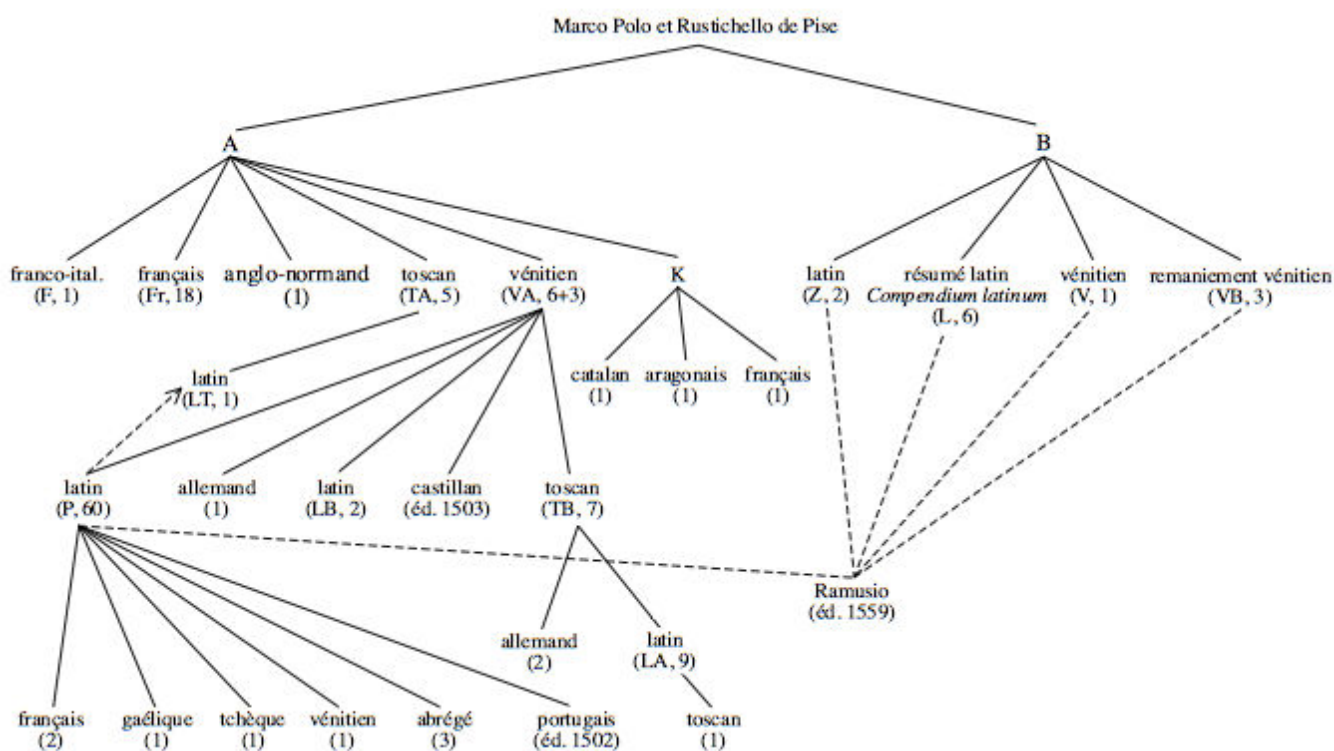 Marco Polo et Rustichello de Pise
A
B
franco-ital.
(F, 1)
français
(Fr, 18)
anglo-normand
(1)
toscan
(TA, 5)
vénitien
(VA, 6+3)
K
latin
(Z, 2)
résumé latin
Compendium latinum
(L, 6)
vénitien
(V, 1)
remaniement vénitien
(VB, 3)
latin
(LT, 1)
catalan
(1)
aragonais
(1)
français
(1)
latin
(P, 60)
allemand
(1)
latin
(LB, 2)
castillan
(éd. 1503)
toscan
(TB, 7)
Ramusio
(éd. 1559)
allemand
(2)
latin
(LA, 9)
français
(2)
gaélique
(1)
tchèque
(1)
vénitien
(1)
abrégé
(3)
portugais
(éd. 1502)
toscan
(1)